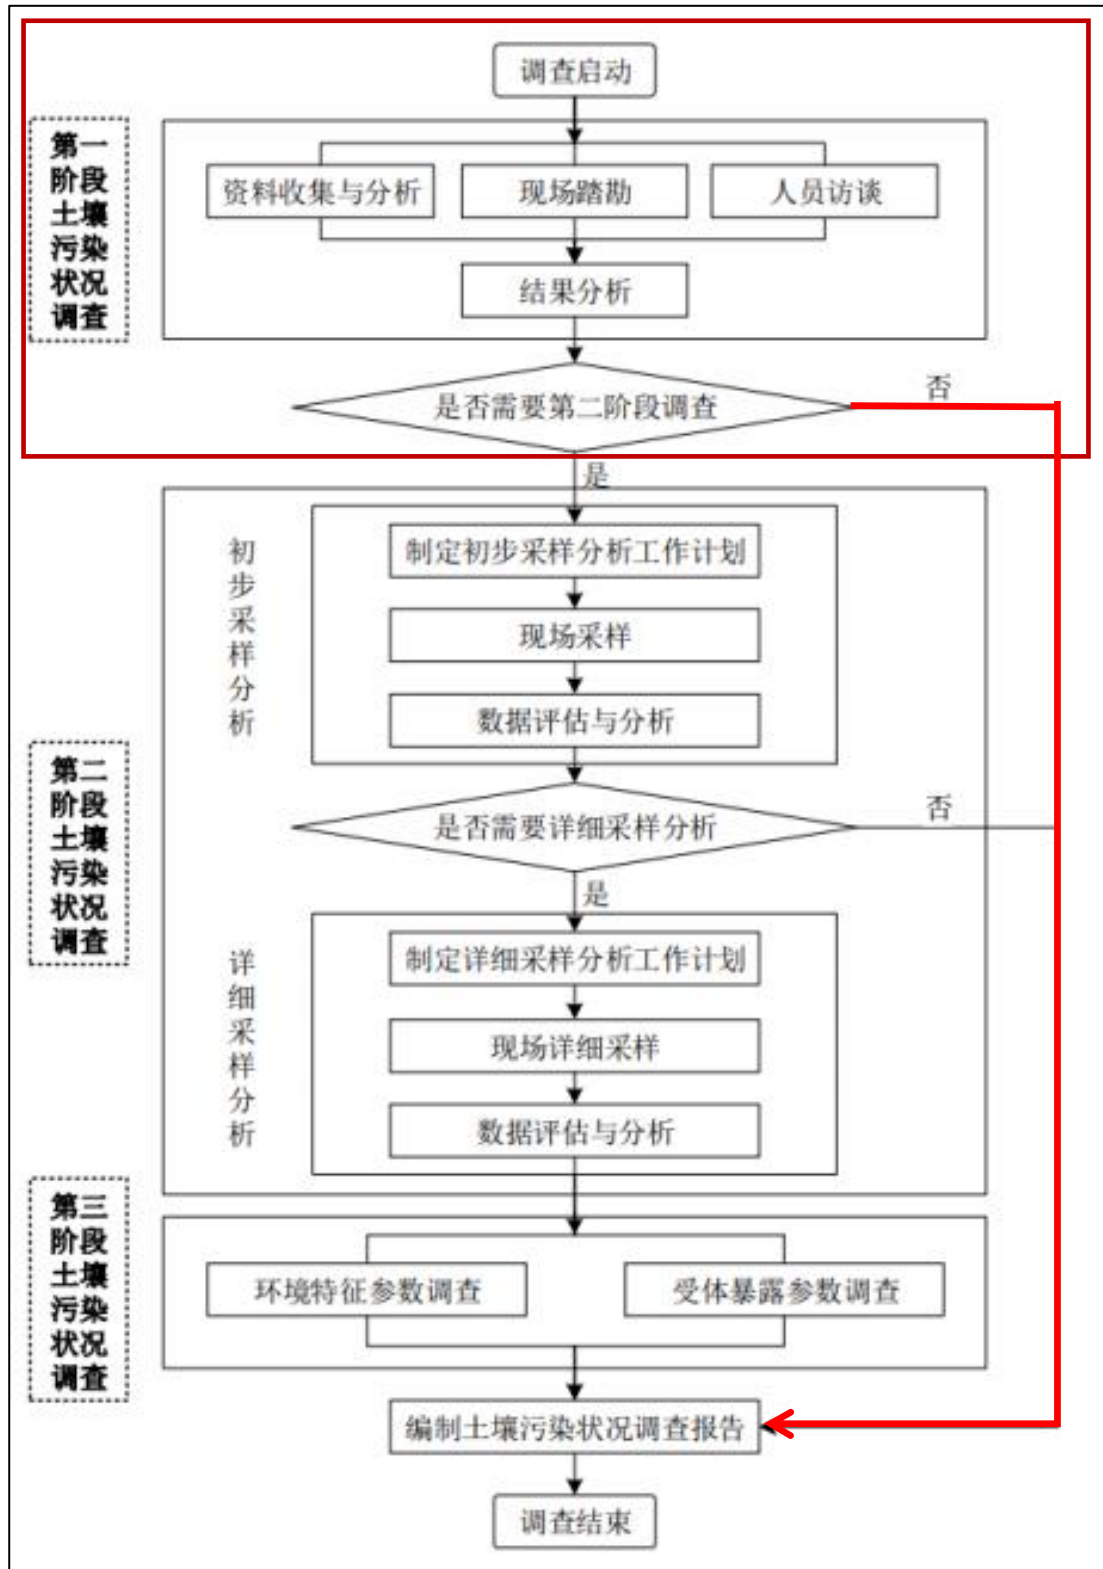 调查启动
第一
阶段
土壤
污染
状况
调查
资料收集与分析
现场踏勘
人员访谈
结果分析
是否需要第二阶段调查
否
是
初
步
采
样
分
析
制定初步采样分析工作计划
现场采样
数据评估与分析
第二
阶段
土壤
污染
状况
调查
是否需要详细采样分析
否
是
详
细
采
样
分
析
制定详细采样分析工作计划
现场详细采样
数据评估与分析
第三
阶段
土壤
污染
状况
调查
环境特征参数调查
受体暴露参数调查
编制土壤污染状况调查报告
调查结束